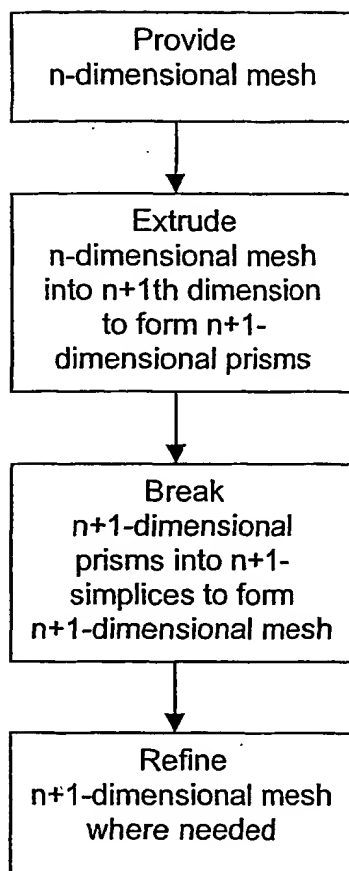 Provide
n-dimensional mesh
Extrude
n-dimensional mesh
into n+1th dimension
to form n+1-
dimensional prisms
Break
n+1-dimensional
prisms into n+1-
simplices to form
n+1-dimensional mesh
Refine
n+1-dimensional mesh
where needed